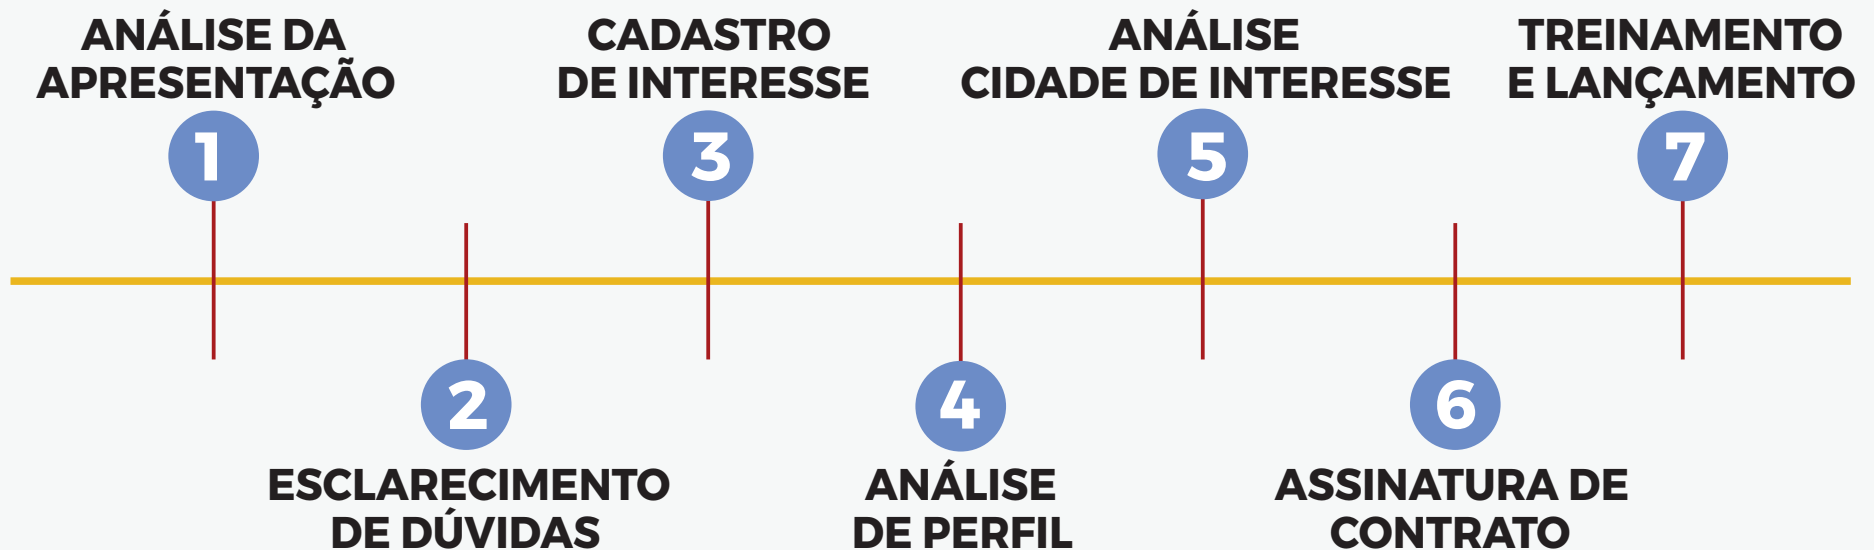 ANÁLISE DA
APRESENTAÇÃO
1
2
ESCLARECIMENTO
DE DÚVIDAS
CADASTRO
DE INTERESSE
3
4
ANÁLISE
DE PERFIL
ANÁLISE
CIDADE DE INTERESSE
5
6
ASSINATURA DE
CONTRATO
TREINAMENTO
E LANÇAMENTO
7